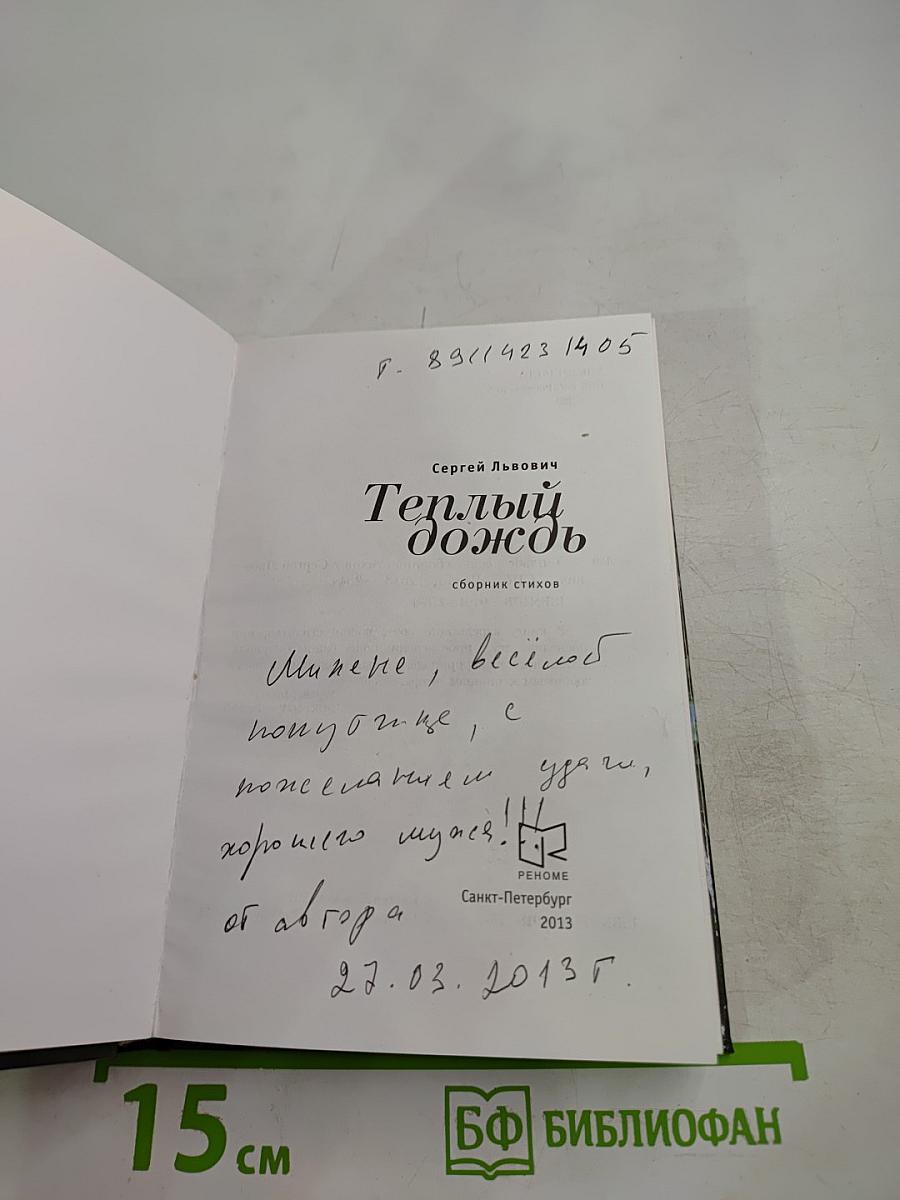 т. 89114231405
Сергей Львович
Теплый
дождь
сборник стихов
Милене, весёлой
попутчице, с
пожеланием удачи,
хорошего мужа!!!
РЕНОМЕ
Санкт-Петербург
2013
от автора
27.03.2013 г.
15 см
БФ БИБЛИОФАН